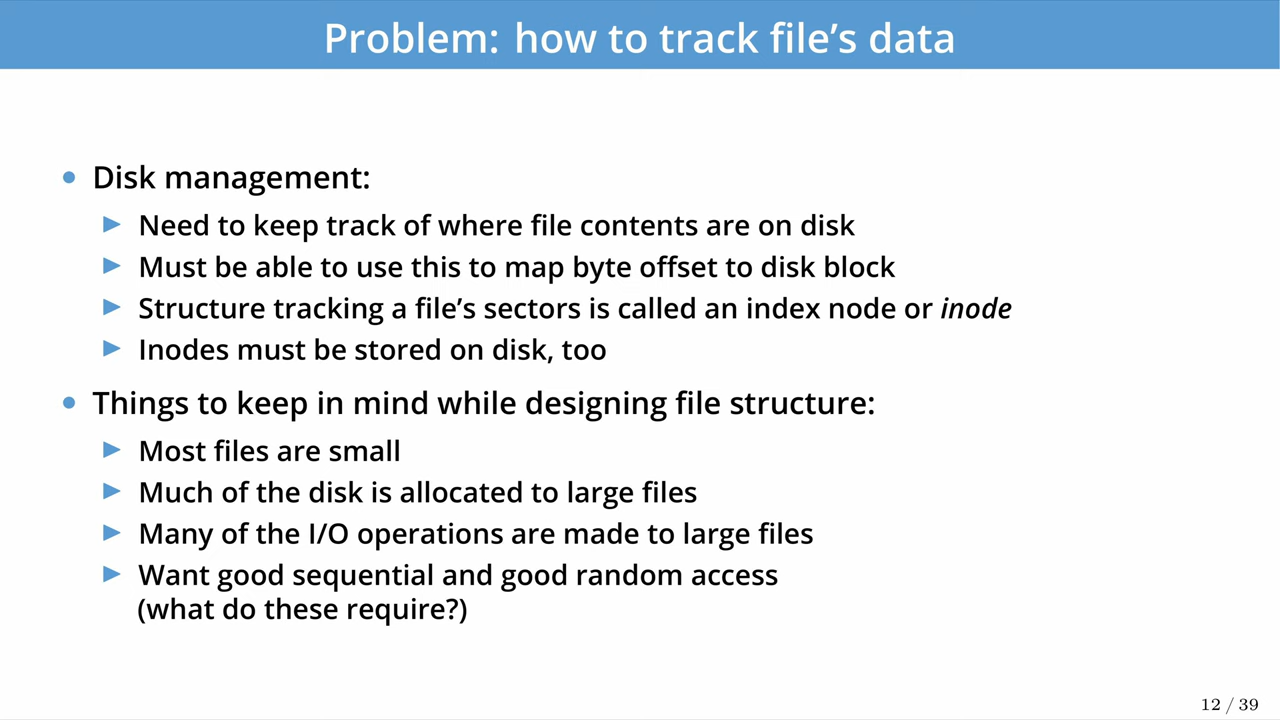 Problem: how to track file's data
• Disk management:
▶ Need to keep track of where file contents are on disk
▶ Must be able to use this to map byte offset to disk block
▶ Structure tracking a file's sectors is called an index node or inode
▶ Inodes must be stored on disk, too
• Things to keep in mind while designing file structure:
▶ Most files are small
▶ Much of the disk is allocated to large files
▶ Many of the I/O operations are made to large files
▶ Want good sequential and good random access
(what do these require?)
12 / 39